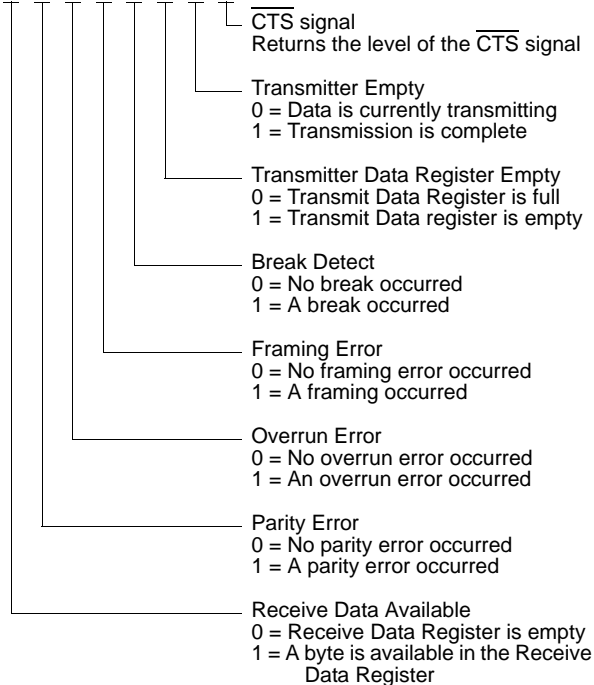 CTS signal
Returns the level of the CTS signal
Transmitter Empty
0 = Data is currently transmitting
1 = Transmission is complete
Transmitter Data Register Empty
0 = Transmit Data Register is full
1 = Transmit Data register is empty
Break Detect
0 = No break occurred
1 = A break occurred
Framing Error
0 = No framing error occurred
1 = A framing occurred
Overrun Error
0 = No overrun error occurred
1 = An overrun error occurred
Parity Error
0 = No parity error occurred
1 = A parity error occurred
Receive Data Available
0 = Receive Data Register is empty
1 = A byte is available in the Receive
Data Register